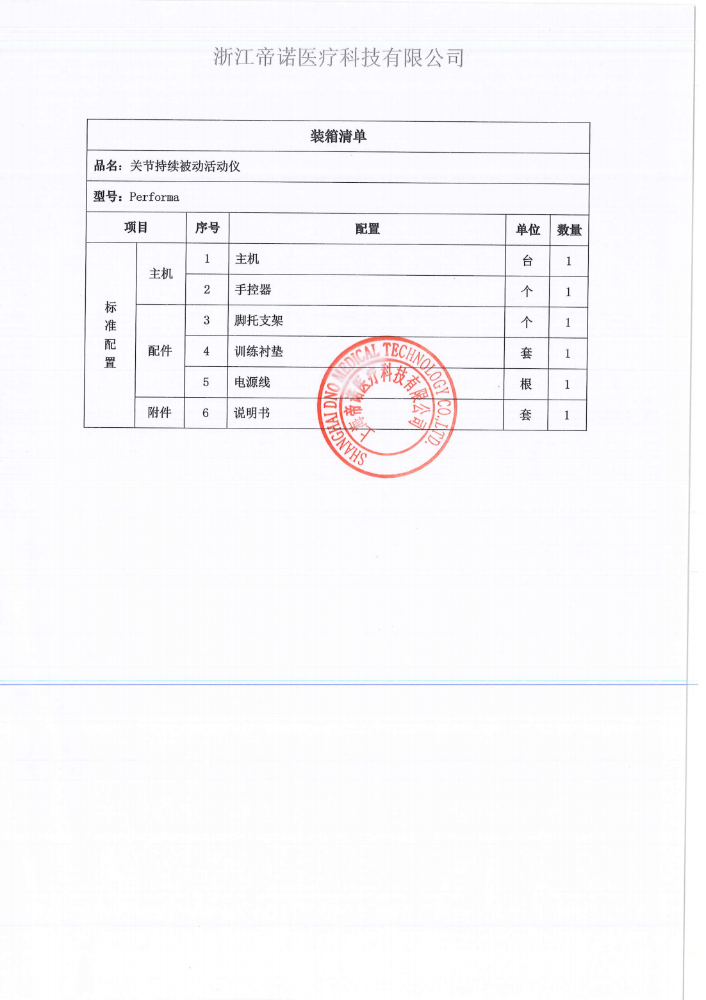 浙江帝诺医疗科技有限公司
装箱清单
品名：关节持续被动活动仪
型号：Performa
项目 序号 配置 单位 数量
标准配置
主机
1 主机 台 1
2 手控器 个 1
配件
3 脚托支架 个 1
4 训练衬垫 套 1
5 电源线 根 1
附件
6 说明书 套 1
SHANGHAI DNO MEDICAL TECHNOLOGY CO.,LTD.
上海帝诺医疗科技有限公司